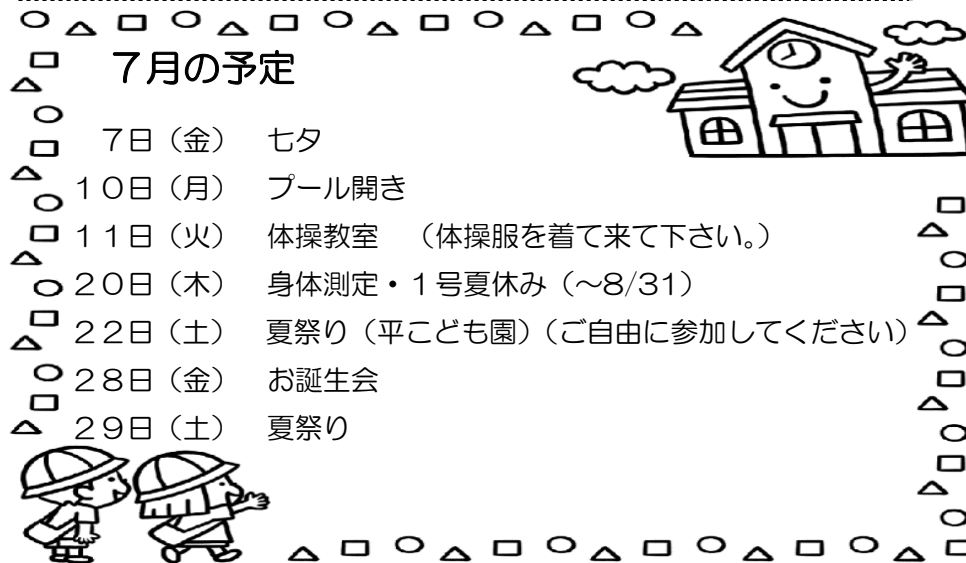 ７月の予定
７日（金）　七夕
１０日（月）　プール開き
１１日（火）　体操教室　（体操服を着て来て下さい。）
２０日（木）　身体測定・１号夏休み（～8/31）
２２日（土）　夏祭り（平こども園）（ご自由に参加してください）
２８日（金）　お誕生会
２９日（土）　夏祭り